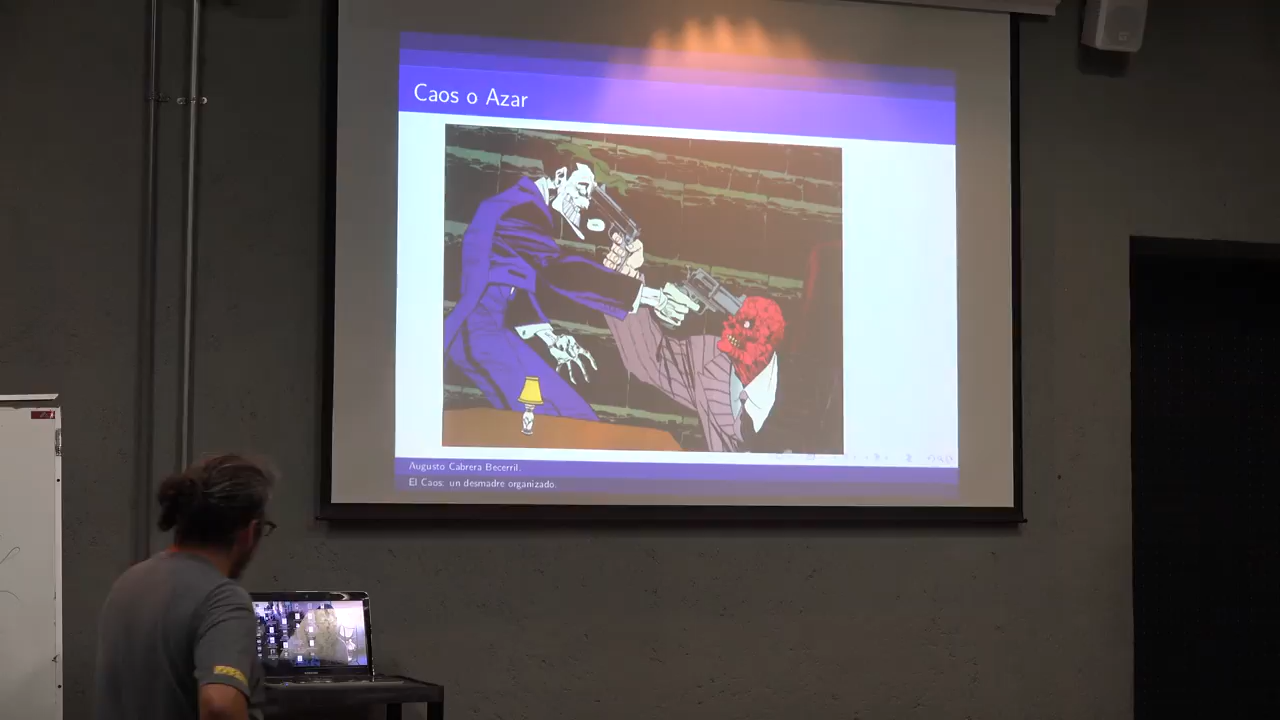 Caos o Azar
Augusto Cabrera Becerril.
El Caos: un desmadre organizado.